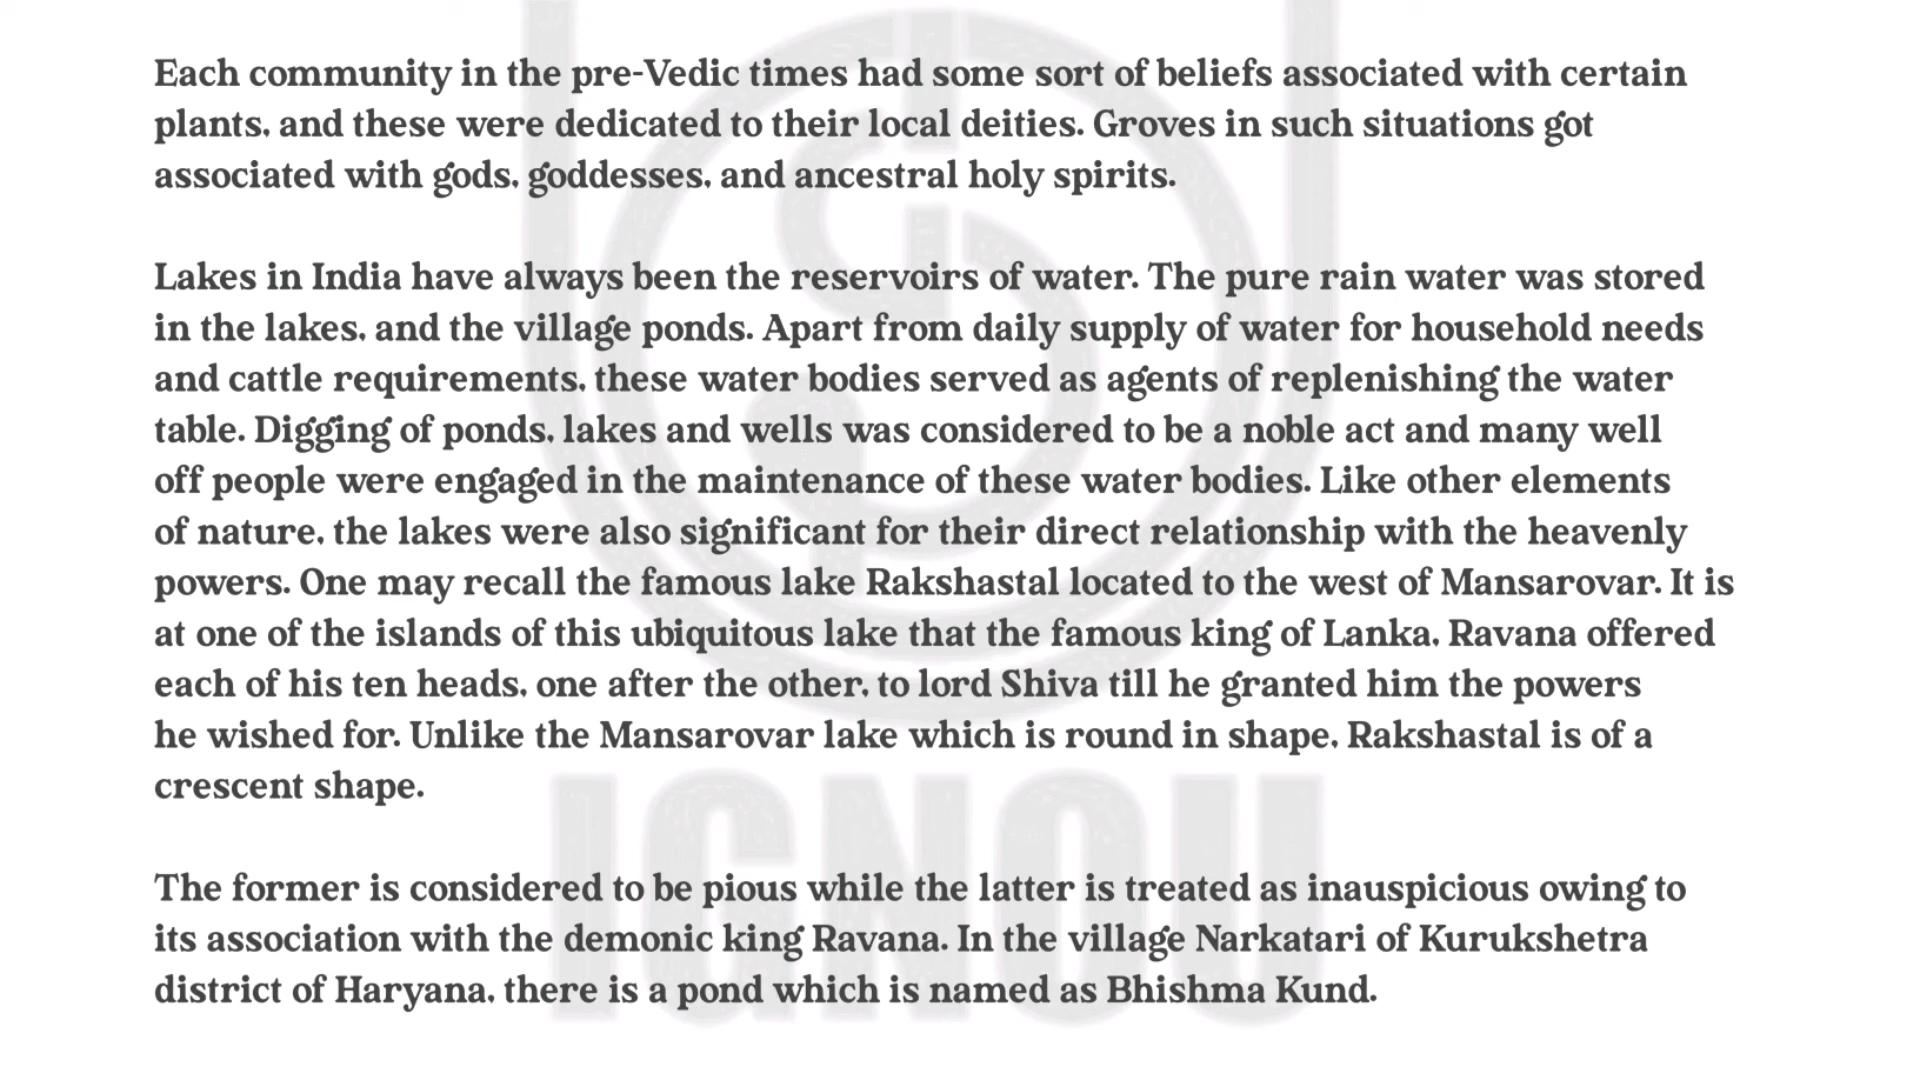 Each community in the pre-Vedic times had some sort of beliefs associated with certain
plants, and these were dedicated to their local deities. Groves in such situations got
associated with gods, goddesses, and ancestral holy spirits.
Lakes in India have always been the reservoirs of water. The pure rain water was stored
in the lakes, and the village ponds. Apart from daily supply of water for household needs
and cattle requirements, these water bodies served as agents of replenishing the water
table. Digging of ponds, lakes and wells was considered to be a noble act and many well
off people were engaged in the maintenance of these water bodies. Like other elements
of nature, the lakes were also significant for their direct relationship with the heavenly
powers. One may recall the famous lake Rakshastal located to the west of Mansarovar. It is
at one of the islands of this ubiquitous lake that the famous king of Lanka, Ravana offered
each of his ten heads, one after the other, to lord Shiva till he granted him the powers
he wished for. Unlike the Mansarovar lake which is round in shape, Rakshastal is of a
crescent shape.
The former is considered to be pious while the latter is treated as inauspicious owing to
its association with the demonic king Ravana. In the village Narkatari of Kurukshetra
district of Haryana, there is a pond which is named as Bhishma Kund.
IGNOU